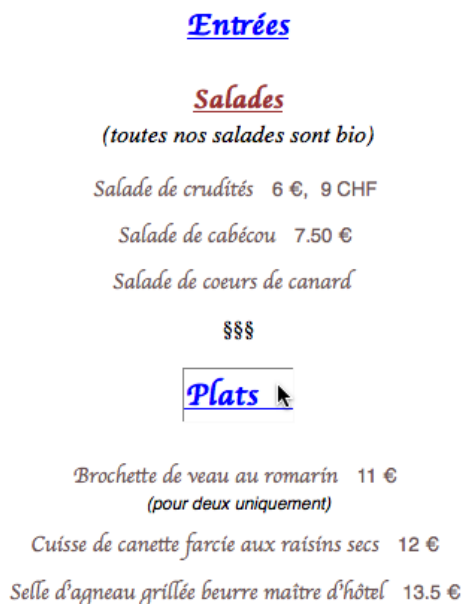 Entrées
Salades
(toutes nos salades sont bio)
Salade de crudités 6 €, 9 CHF
Salade de cabécou 7.50 €
Salade de coeurs de canard
§§§
Plats
Brochette de veau au romarin 11 €
(pour deux uniquement)
Cuisse de canette farcie aux raisins secs 12 €
Selle d'agneau grillée beurre maître d'hôtel 13.5 €